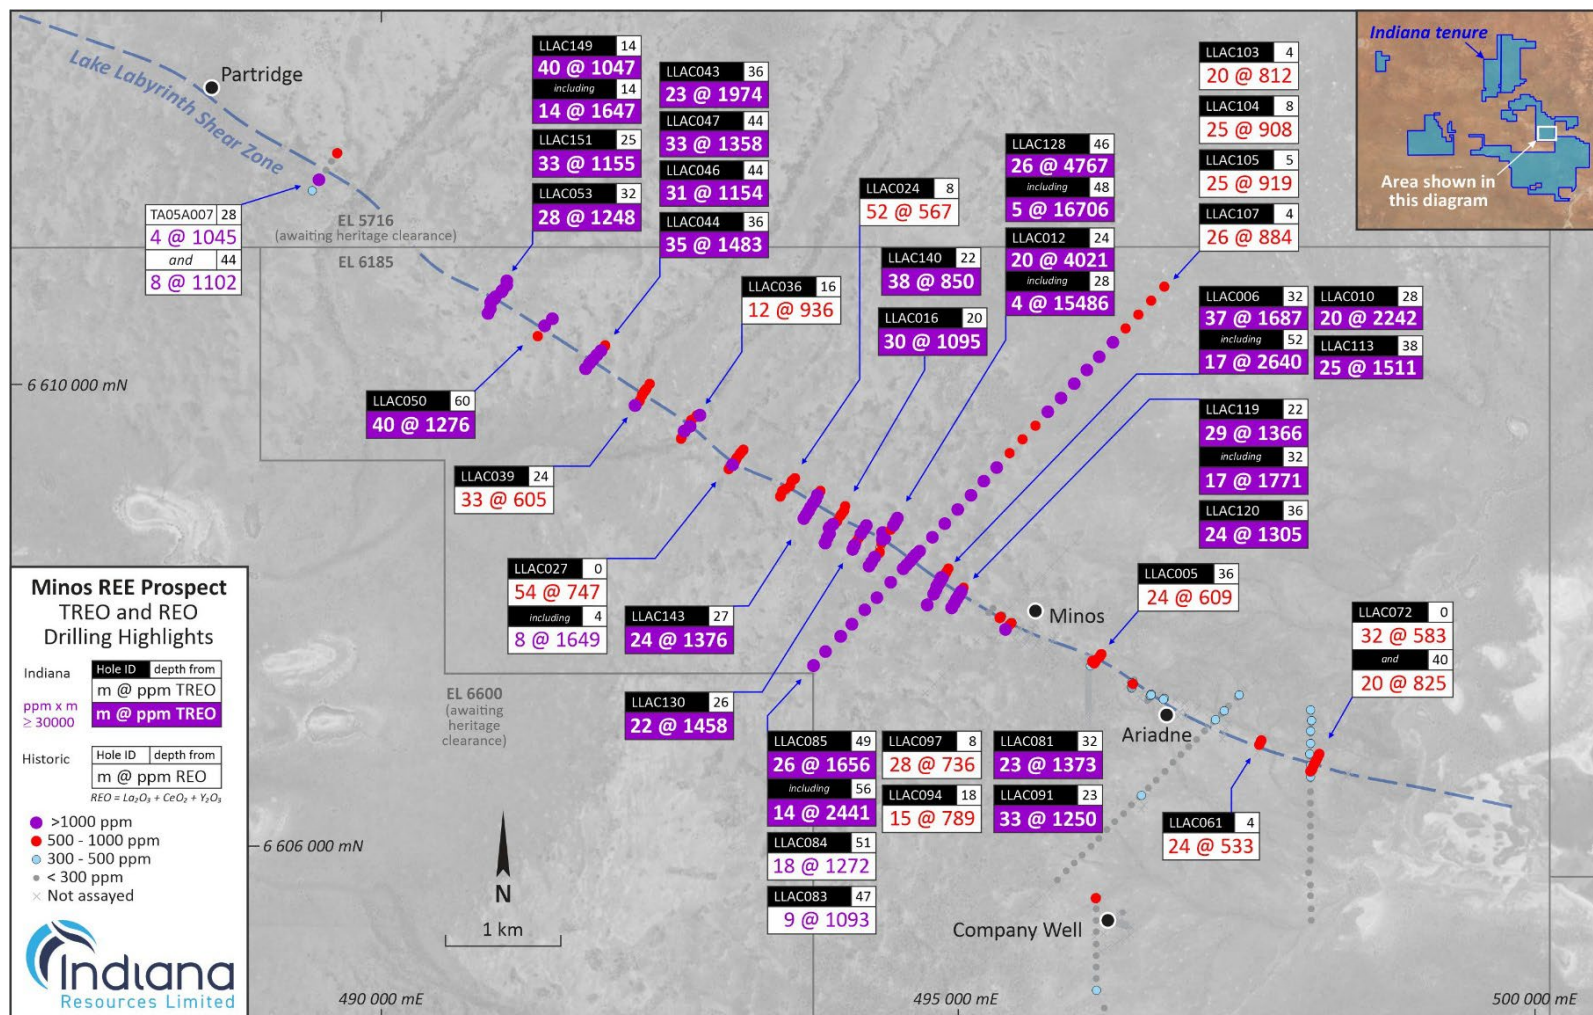 Lake Labyrinth Shear Zone
Partridge
TA05A007 28
4 @ 1045
and 44
8 @ 1102
EL 5716
(awaiting heritage clearance)
EL 6185
LLAC149 14
40 @ 1047
including 14
14 @ 1647
LLAC151 25
33 @ 1155
LLAC053 32
28 @ 1248
LLAC043 36
23 @ 1974
LLAC047 44
33 @ 1358
LLAC046 44
31 @ 1154
LLAC044 36
35 @ 1483
LLAC036 16
12 @ 936
LLAC024 8
52 @ 567
LLAC140 22
38 @ 850
LLAC016 20
30 @ 1095
LLAC128 46
26 @ 4767
including 48
5 @ 16706
LLAC012 24
20 @ 4021
including 28
4 @ 15486
LLAC103 4
20 @ 812
LLAC104 8
25 @ 908
LLAC105 5
25 @ 919
LLAC107 4
26 @ 884
Indiana tenure
Area shown in
this diagram
LLAC006 32
37 @ 1687
including 52
17 @ 2640
LLAC010 28
20 @ 2242
LLAC113 38
25 @ 1511
LLAC119 22
29 @ 1366
including 32
17 @ 1771
LLAC120 36
24 @ 1305
6 610 000 mN
LLAC050 60
40 @ 1276
LLAC039 24
33 @ 605
LLAC027 0
54 @ 747
including 4
8 @ 1649
LLAC143 27
24 @ 1376
LLAC130 26
22 @ 1458
Minos
LLAC005 36
24 @ 609
LLAC072 0
32 @ 583
and 40
20 @ 825
Ariadne
LLAC061 4
24 @ 533
EL 6600
(awaiting
heritage
clearance)
LLAC085 49
26 @ 1656
including 56
14 @ 2441
LLAC084 51
18 @ 1272
LLAC083 47
9 @ 1093
LLAC097 8
28 @ 736
LLAC094 18
15 @ 789
LLAC081 32
23 @ 1373
LLAC091 23
33 @ 1250
Company Well
6 606 000 mN
N
1 km
490 000 mE
495 000 mE
500 000 mE
Minos REE Prospect
TREO and REO
Drilling Highlights
Indiana
Hole ID depth from
m @ ppm TREO
ppm x m
≥ 30000
m @ ppm TREO
Historic
Hole ID depth from
m @ ppm REO
REO = La₂O₃ + CeO₂ + Y₂O₃
>1000 ppm
500 - 1000 ppm
300 - 500 ppm
< 300 ppm
Not assayed
Indiana
Resources Limited